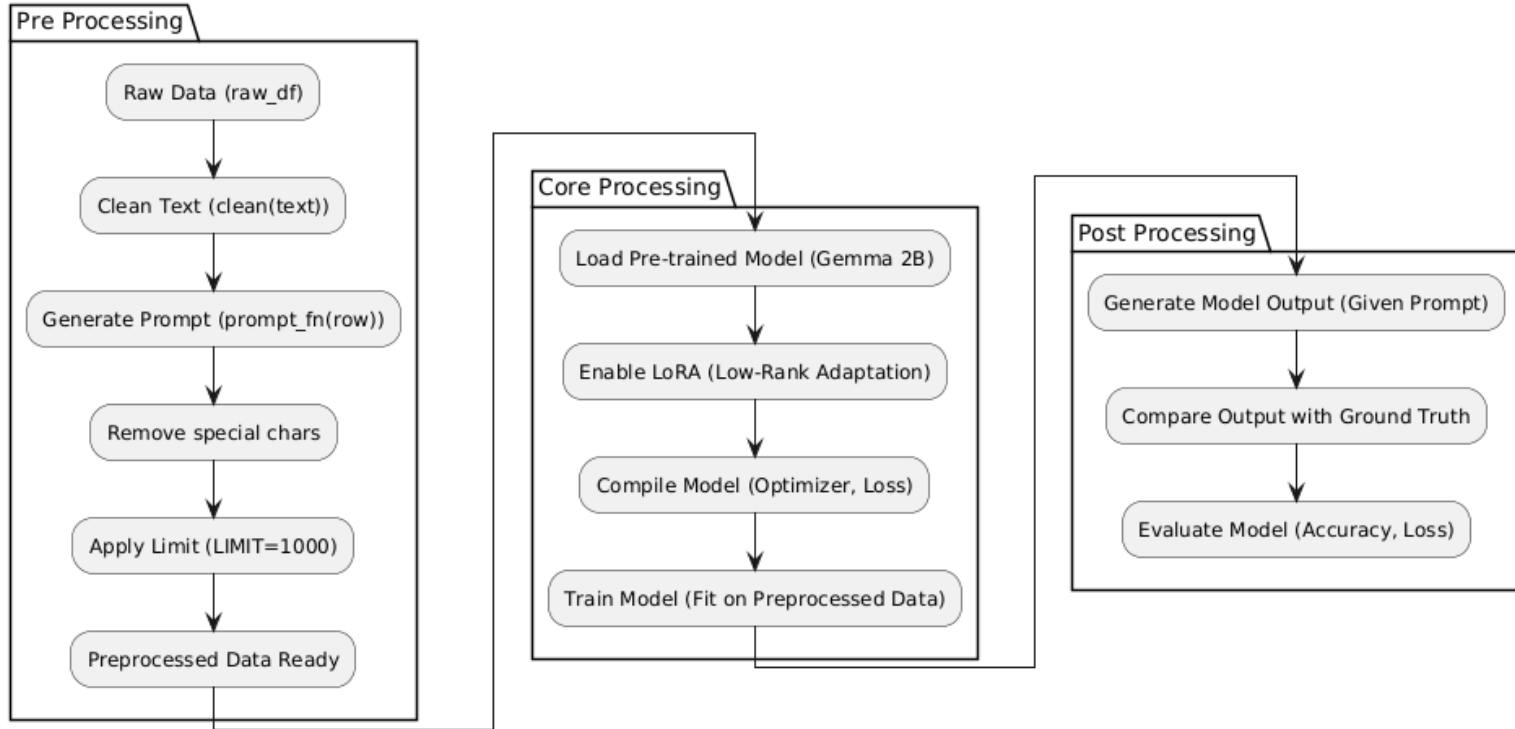 Pre Processing
Raw Data (raw_df)
Clean Text (clean(text))
Generate Prompt (prompt_fn(row))
Remove special chars
Apply Limit (LIMIT=1000)
Preprocessed Data Ready
Core Processing
Load Pre-trained Model (Gemma 2B)
Enable LoRA (Low-Rank Adaptation)
Compile Model (Optimizer, Loss)
Train Model (Fit on Preprocessed Data)
Post Processing
Generate Model Output (Given Prompt)
Compare Output with Ground Truth
Evaluate Model (Accuracy, Loss)